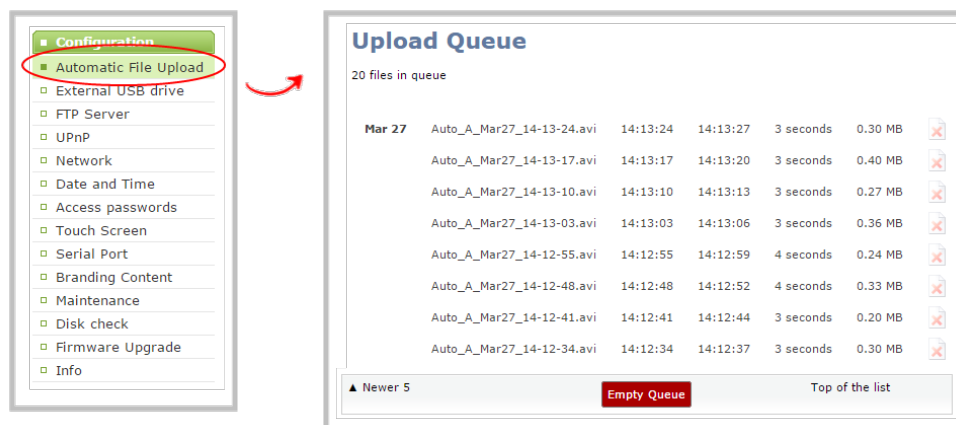 Configuration
Automatic File Upload
External USB drive
FTP Server
UPnP
Network
Date and Time
Access passwords
Touch Screen
Serial Port
Branding Content
Maintenance
Disk check
Firmware Upgrade
Info
Upload Queue
20 files in queue
Mar 27 Auto_A_Mar27_14-13-24.avi 14:13:24 14:13:27 3 seconds 0.30 MB
Auto_A_Mar27_14-13-17.avi 14:13:17 14:13:20 3 seconds 0.40 MB
Auto_A_Mar27_14-13-10.avi 14:13:10 14:13:13 3 seconds 0.27 MB
Auto_A_Mar27_14-13-03.avi 14:13:03 14:13:06 3 seconds 0.36 MB
Auto_A_Mar27_14-12-55.avi 14:12:55 14:12:59 4 seconds 0.24 MB
Auto_A_Mar27_14-12-48.avi 14:12:48 14:12:52 4 seconds 0.33 MB
Auto_A_Mar27_14-12-41.avi 14:12:41 14:12:44 3 seconds 0.20 MB
Auto_A_Mar27_14-12-34.avi 14:12:34 14:12:37 3 seconds 0.30 MB
▲ Newer 5 Empty Queue Top of the list